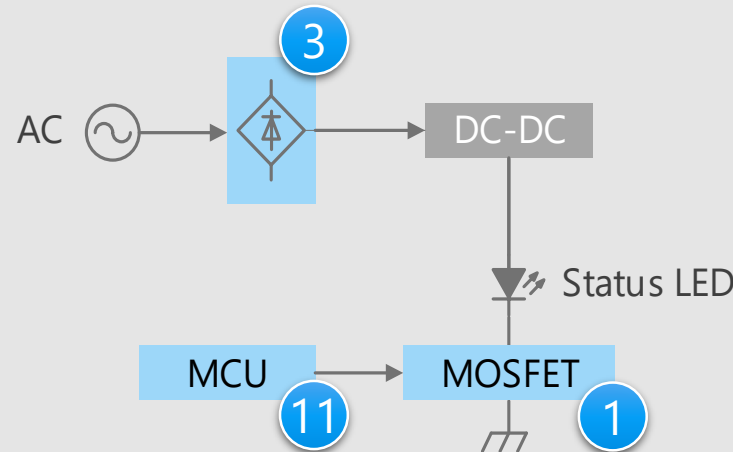 3
AC
DC-DC
Status LED
MCU
MOSFET
11
1